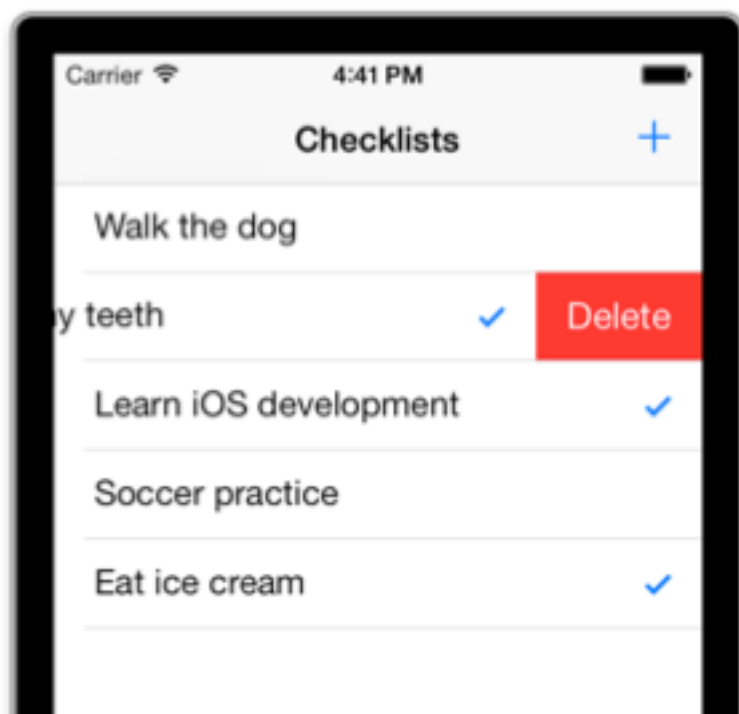 Carrier
4:41 PM
Checklists
Walk the dog
y teeth
Delete
Learn iOS development
Soccer practice
Eat ice cream